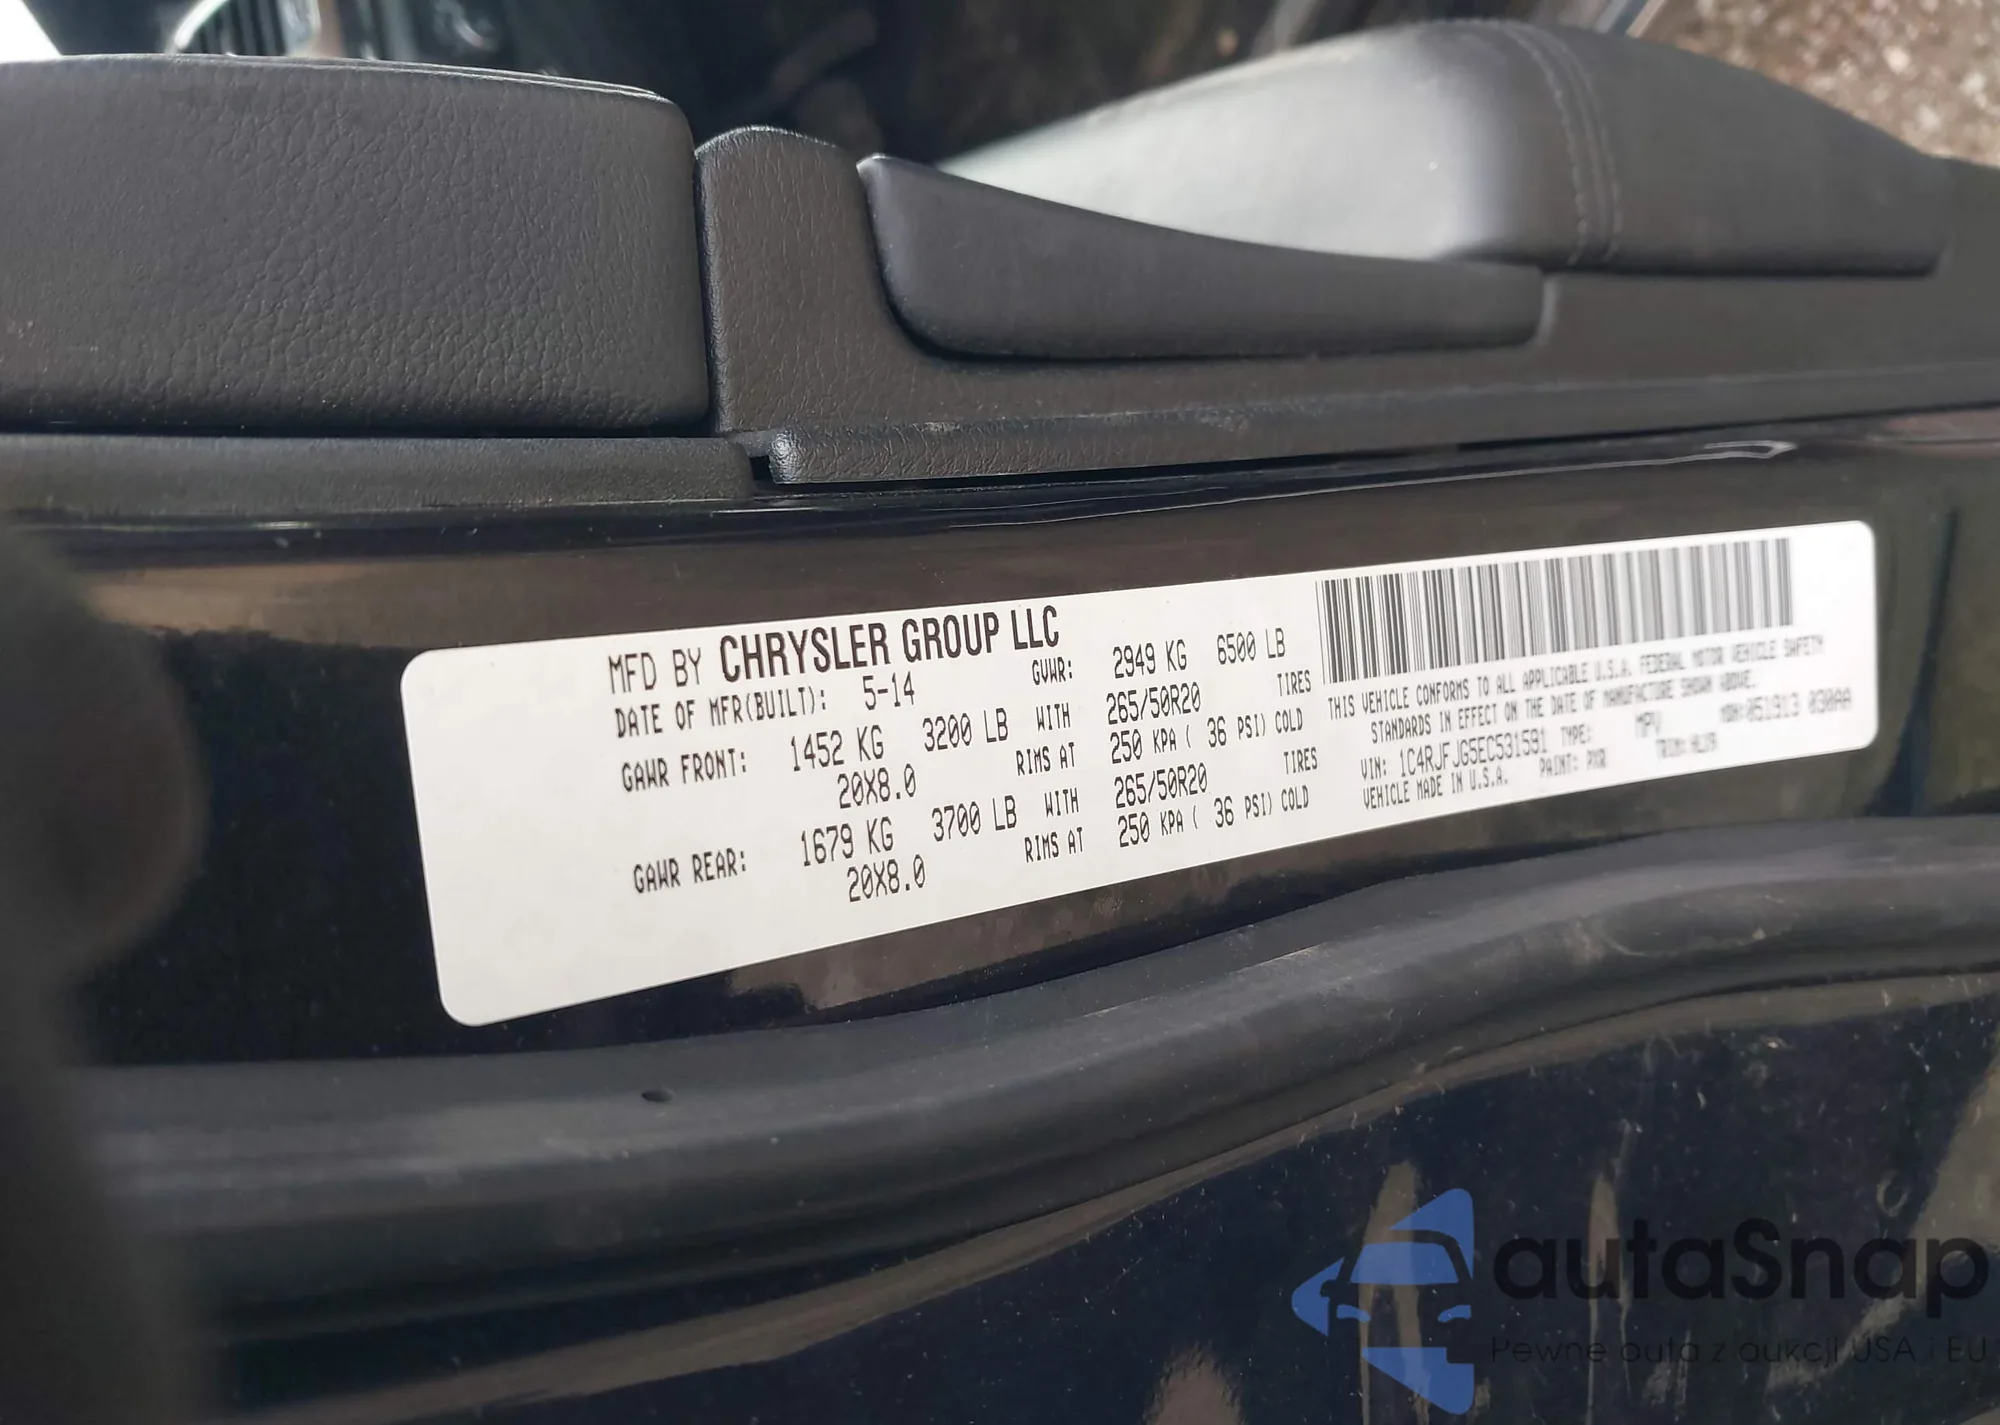 MFD BY CHRYSLER GROUP LLC
DATE OF MFR(BUILT): 5-14 GVWR: 2949 KG 6500 LB
GAWR FRONT: 1452 KG 3200 LB WITH 265/50R20 TIRES
20X8.0 RIMS AT 250 KPA ( 36 PSI) COLD
GAWR REAR: 1679 KG 3700 LB WITH 265/50R20 TIRES
20X8.0 RIMS AT 250 KPA ( 36 PSI) COLD
THIS VEHICLE CONFORMS TO ALL APPLICABLE U.S.A. FEDERAL MOTOR VEHICLE SAFETY
STANDARDS IN EFFECT ON THE DATE OF MANUFACTURE SHOWN ABOVE.
VIN: 1C4RJFJG5EC531591 TYPE: MPV MDH:051913 030AA
VEHICLE MADE IN U.S.A. PAINT: PXR TRIM:
autaSnap
Pewne auta z aukcji USA i EU